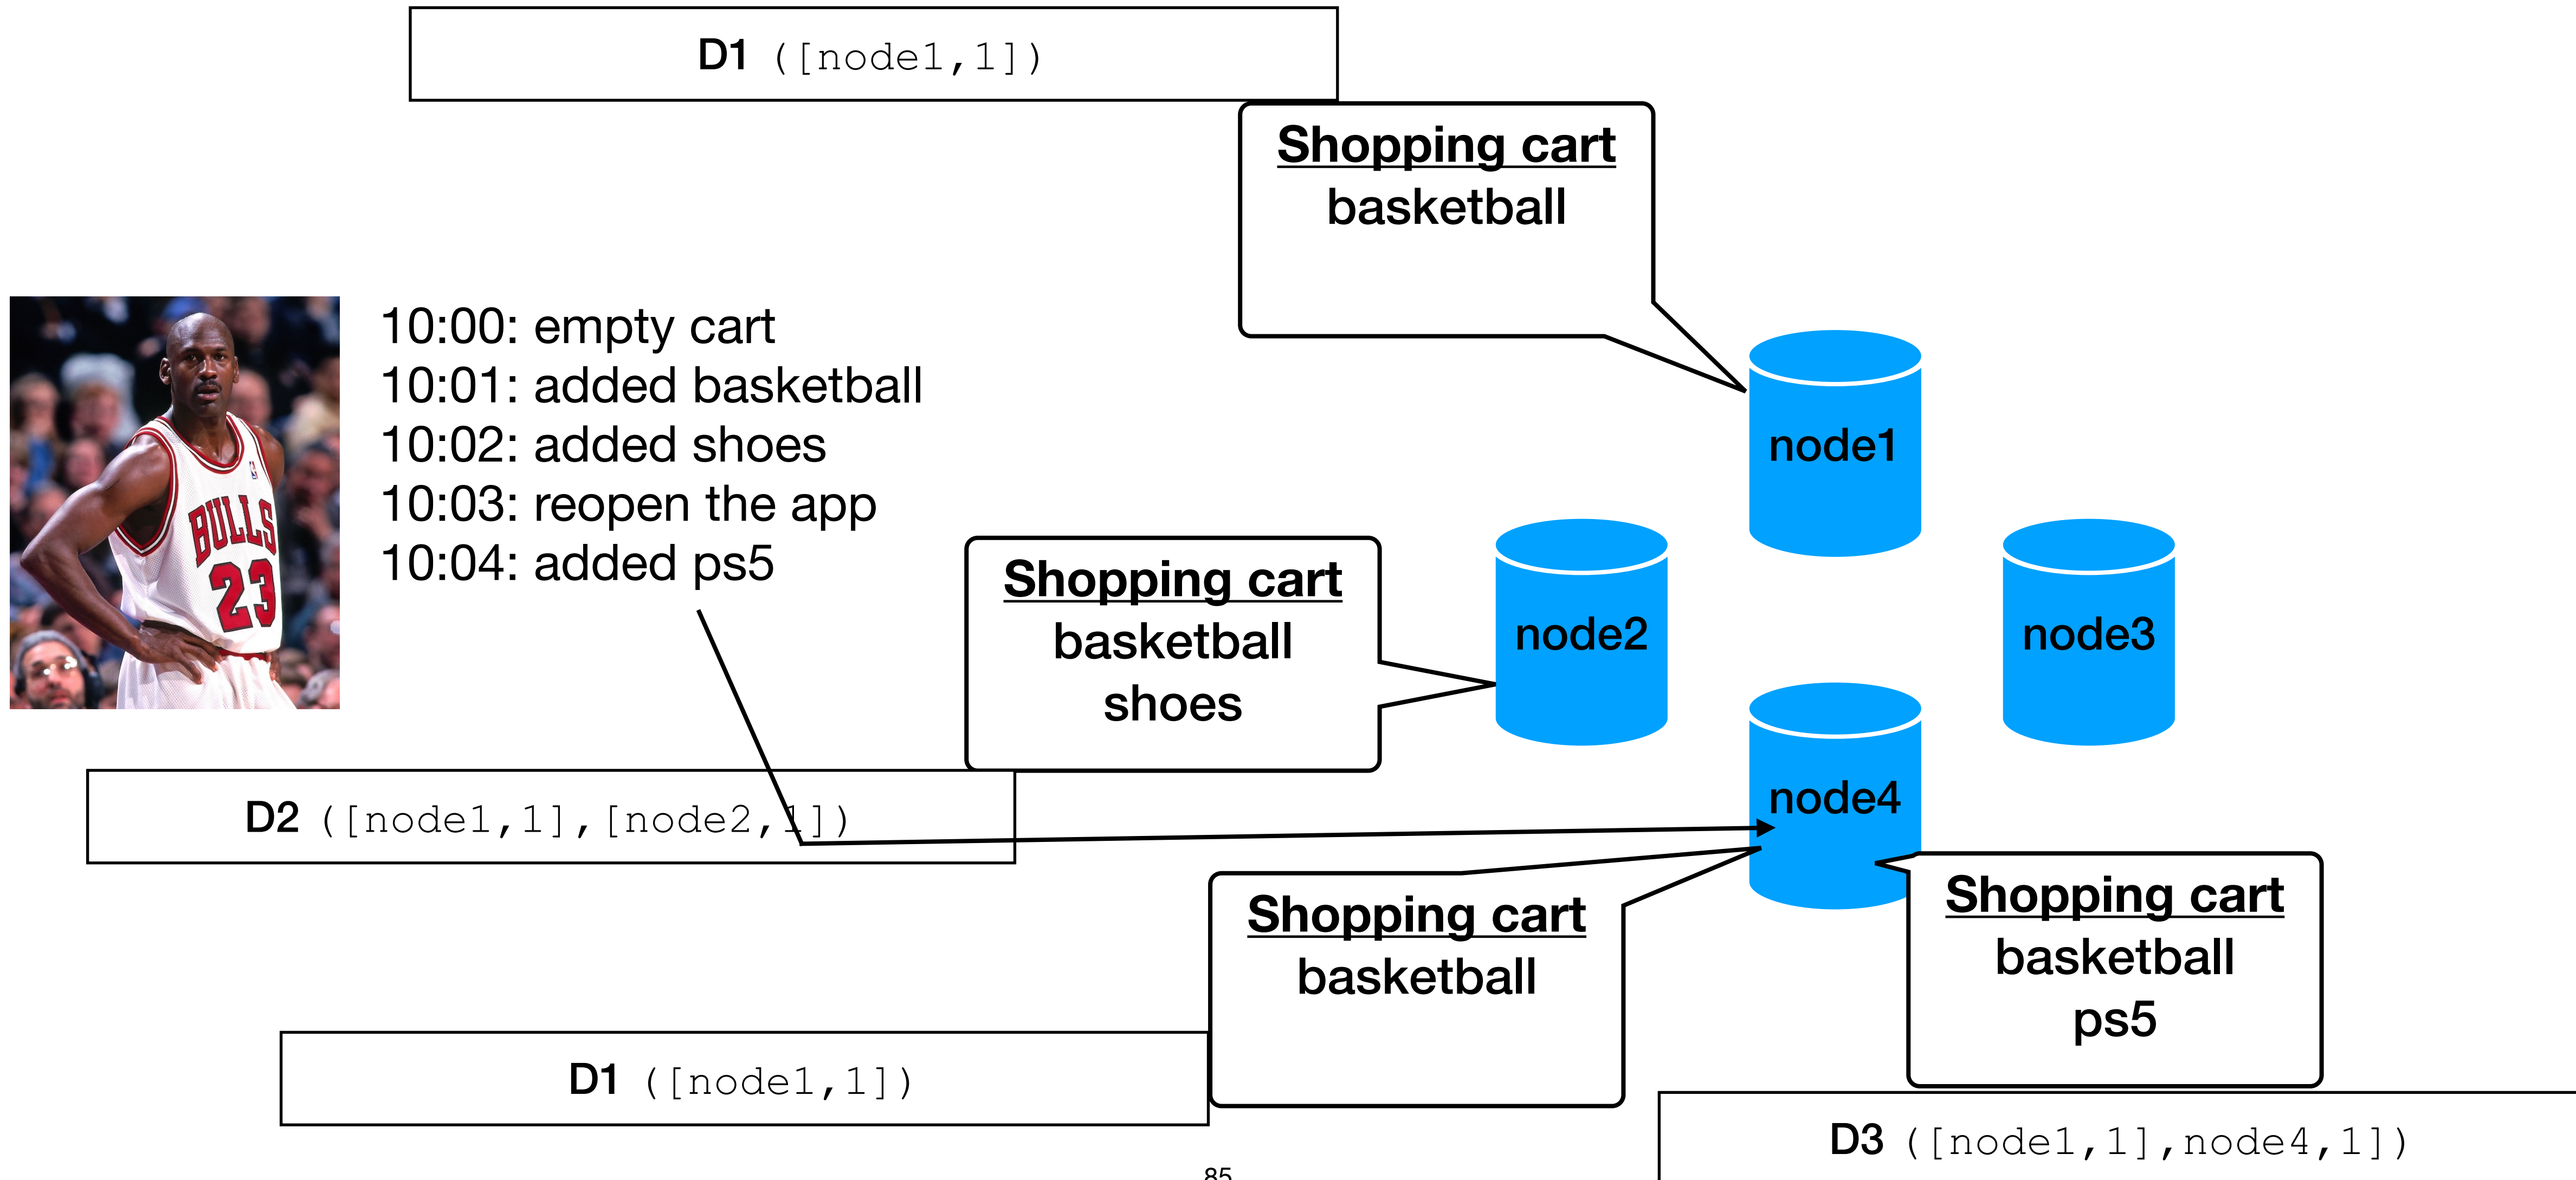 D1 ([node1,1])
Shopping cart
basketball
10:00: empty cart
10:01: added basketball
10:02: added shoes
10:03: reopen the app
10:04: added ps5
BULLS
23
node1
node2
node3
node4
Shopping cart
basketball
shoes
D2 ([node1,1],[node2,1])
Shopping cart
basketball
D1 ([node1,1])
Shopping cart
basketball
ps5
D3 ([node1,1],node4,1])
85